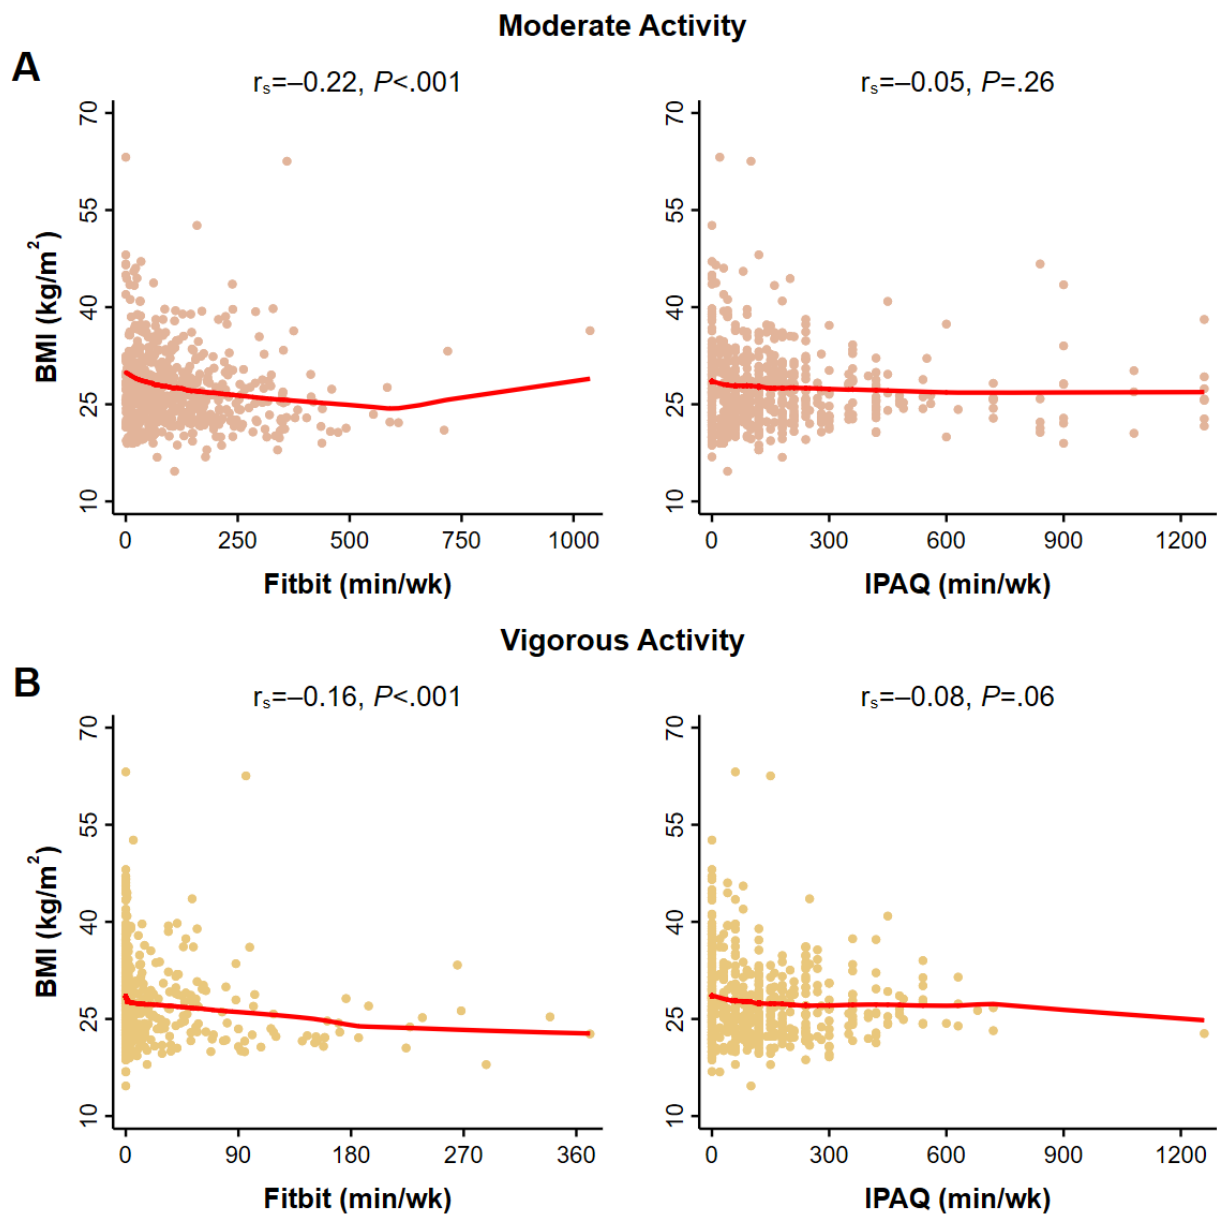 Moderate Activity
A
rₛ=–0.22, P<.001
rₛ=–0.05, P=.26
BMI (kg/m²)
70
55
40
25
10
70
55
40
25
10
0 250 500 750 1000
0 300 600 900 1200
Fitbit (min/wk)
IPAQ (min/wk)
Vigorous Activity
B
rₛ=–0.16, P<.001
rₛ=–0.08, P=.06
BMI (kg/m²)
70
55
40
25
10
70
55
40
25
10
0 90 180 270 360
0 300 600 900 1200
Fitbit (min/wk)
IPAQ (min/wk)